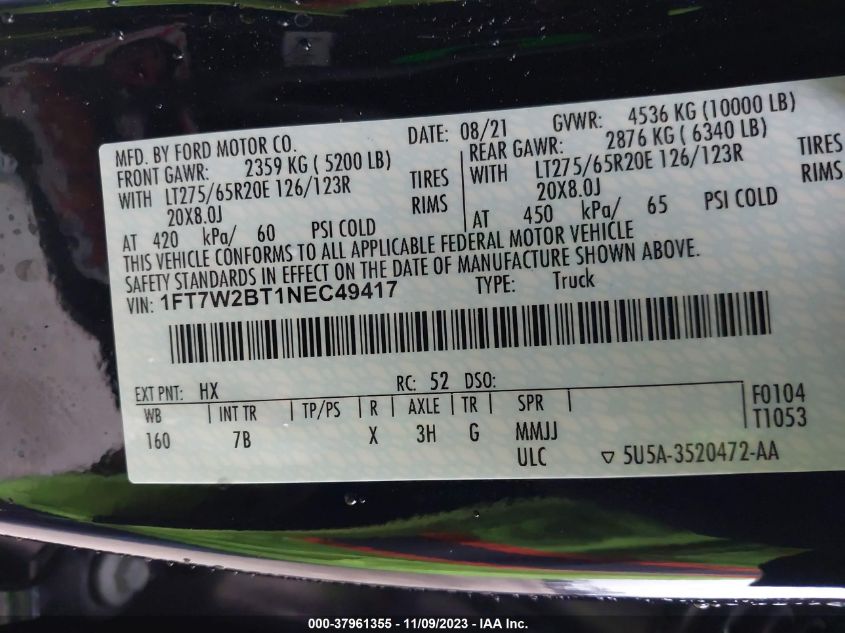 MFD. BY FORD MOTOR CO. DATE: 08/21 GVWR: 4536 KG (10000 LB)
FRONT GAWR: 2359 KG ( 5200 LB) REAR GAWR: 2876 KG ( 6340 LB)
WITH LT275/65R20E 126/123R TIRES WITH LT275/65R20E 126/123R TIRES
20X8.0J RIMS 20X8.0J RIMS
AT 420 kPa/ 60 PSI COLD AT 450 kPa/ 65 PSI COLD
THIS VEHICLE CONFORMS TO ALL APPLICABLE FEDERAL MOTOR VEHICLE
SAFETY STANDARDS IN EFFECT ON THE DATE OF MANUFACTURE SHOWN ABOVE.
VIN: 1FT7W2BT1NEC49417 TYPE: Truck
EXT PNT: HX RC: 52 DSO:
WB INT TR TP/PS R AXLE TR SPR F0104
160 7B X 3H G MMJJ T1053
ULC 5U5A-3520472-AA
000-37961355 - 11/09/2023 - IAA Inc.